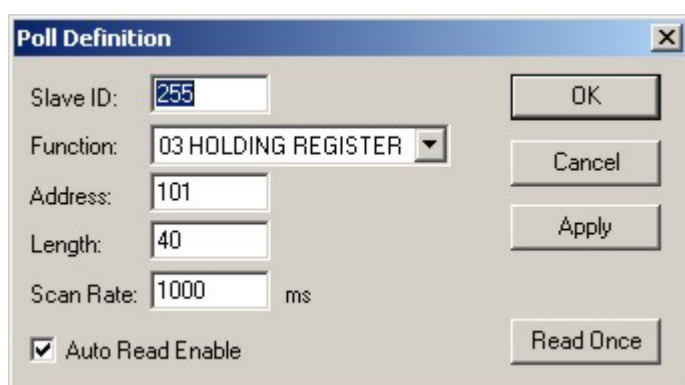 Poll Definition
Slave ID: 255 OK
Function: 03 HOLDING REGISTER
Cancel
Address: 101
Apply
Length: 40
Scan Rate: 1000 ms
Auto Read Enable Read Once